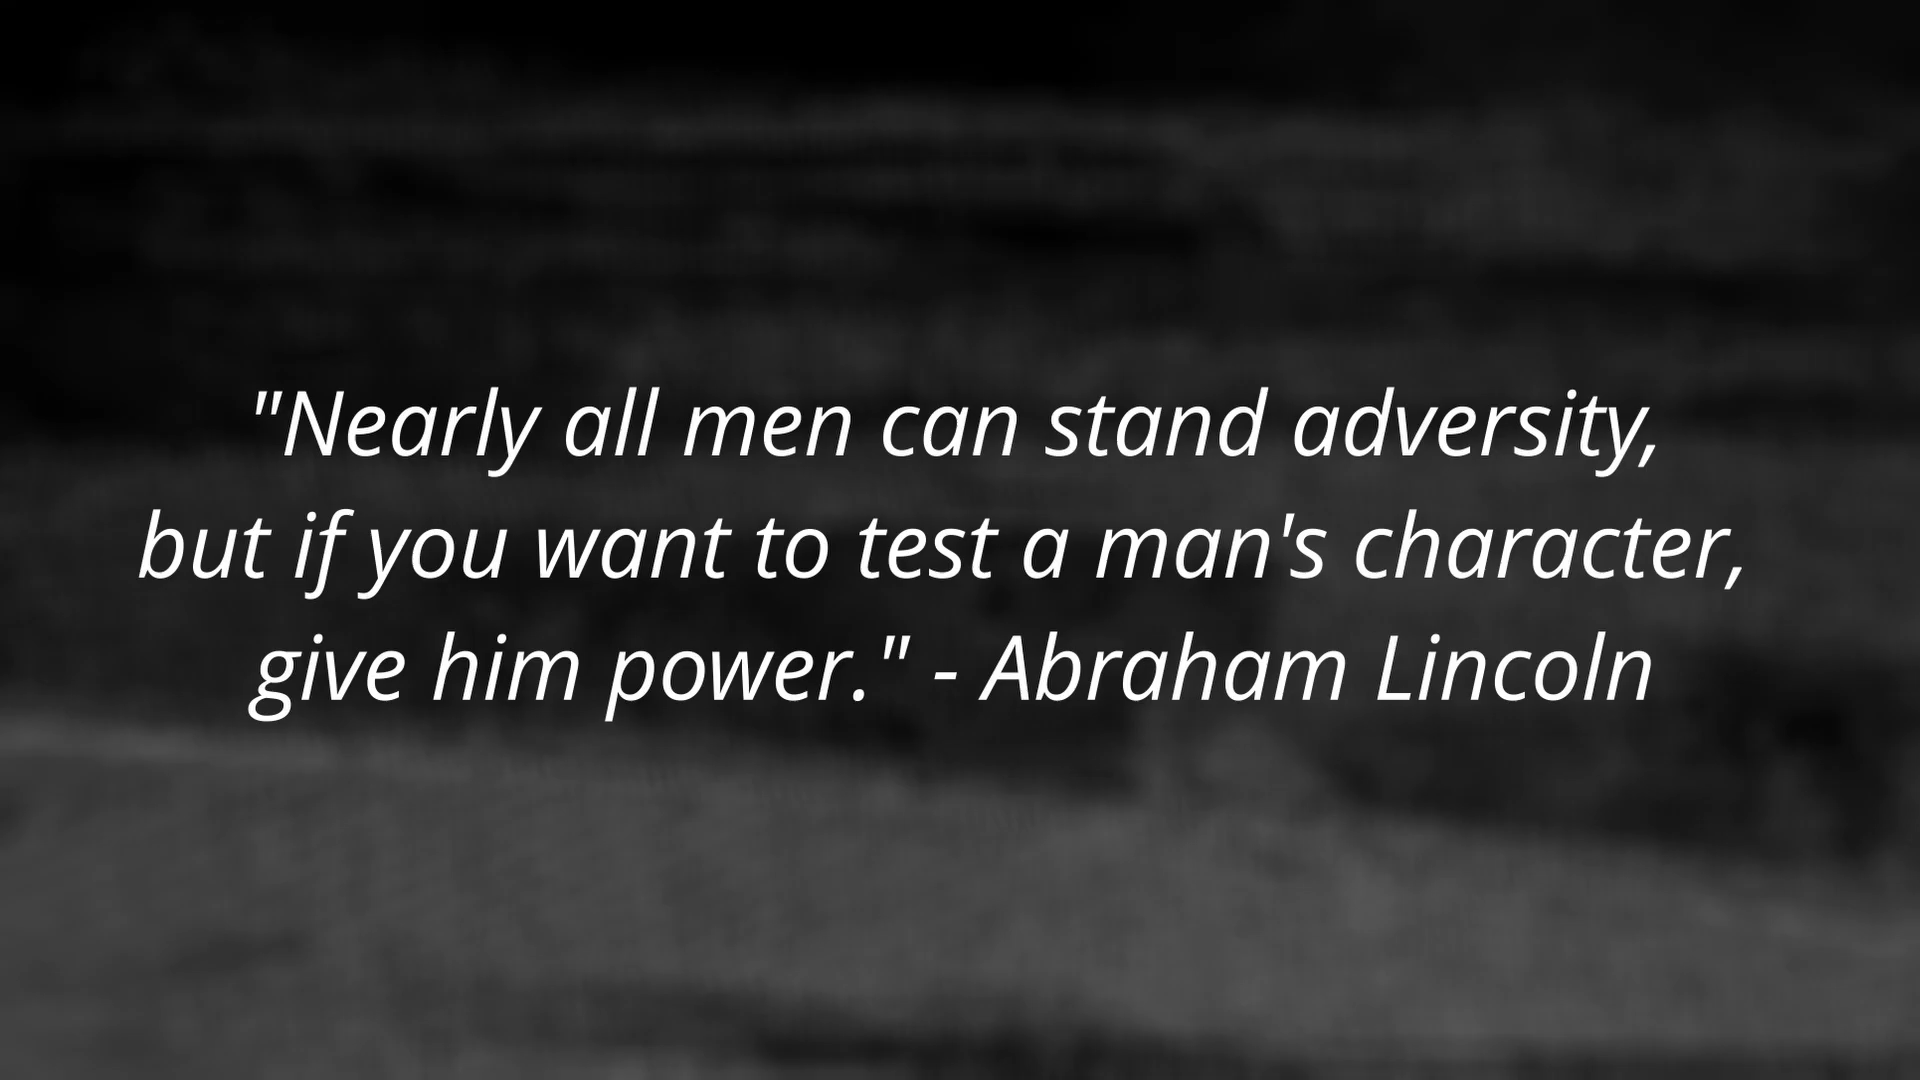 "Nearly all men can stand adversity,
but if you want to test a man's character,
give him power." - Abraham Lincoln